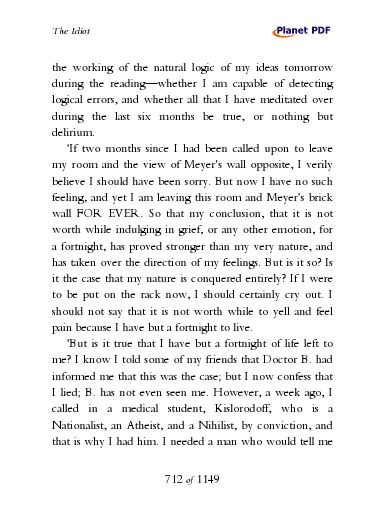 The Idiot
Planet PDF
the working of the natural logic of my ideas tomorrow
during the reading—whether I am capable of detecting
logical errors, and whether all that I have meditated over
during the last six months be true, or nothing but
delirium.
‘If two months since I had been called upon to leave
my room and the view of Meyer’s wall opposite, I verily
believe I should have been sorry. But now I have no such
feeling, and yet I am leaving this room and Meyer’s brick
wall FOR EVER. So that my conclusion, that it is not
worth while indulging in grief, or any other emotion, for
a fortnight, has proved stronger than my very nature, and
has taken over the direction of my feelings. But is it so? Is
it the case that my nature is conquered entirely? If I were
to be put on the rack now, I should certainly cry out. I
should not say that it is not worth while to yell and feel
pain because I have but a fortnight to live.
‘But is it true that I have but a fortnight of life left to
me? I know I told some of my friends that Doctor B. had
informed me that this was the case; but I now confess that
I lied; B. has not even seen me. However, a week ago, I
called in a medical student, Kislorodoff, who is a
Nationalist, an Atheist, and a Nihilist, by conviction, and
that is why I had him. I needed a man who would tell me
712 of 1149